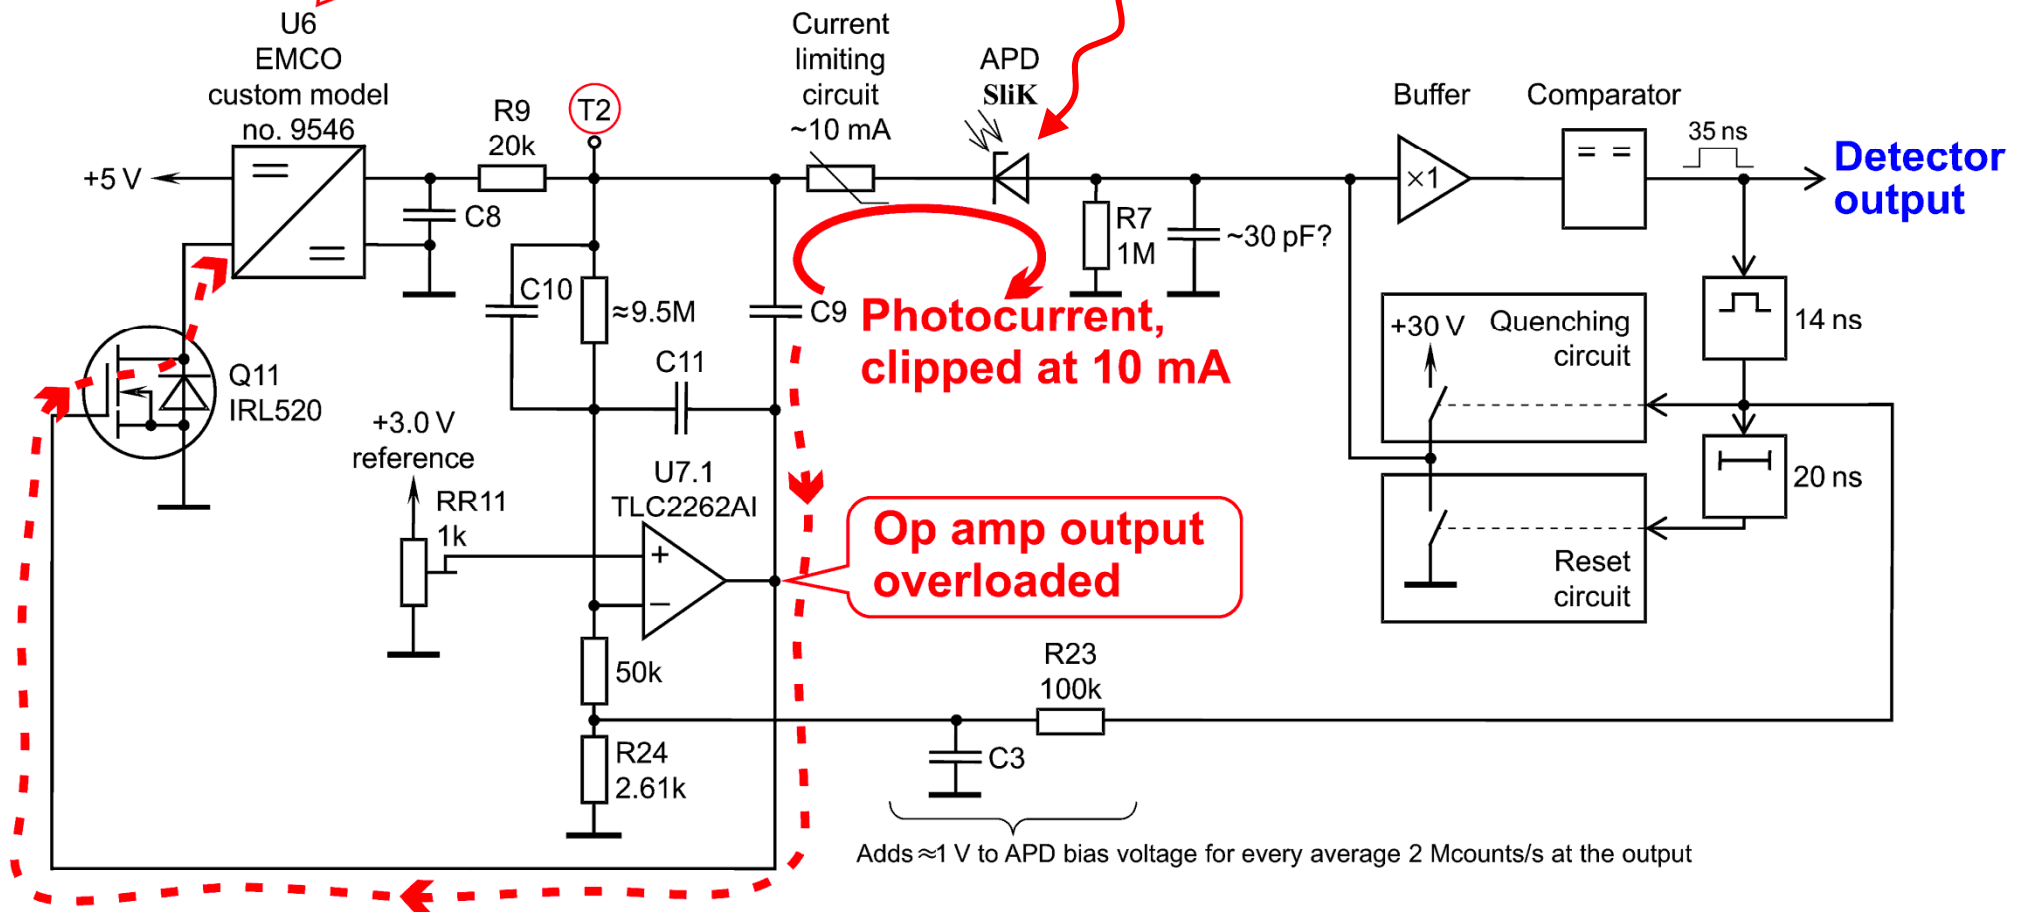 U6
EMCO
custom model
no. 9546
+5 V
C8
R9
20k
T2
Current
limiting
circuit
~10 mA
APD
SliK
R7
1M
~30 pF?
Buffer
×1
Comparator
= =
35 ns
Detector
output
14 ns
20 ns
+30 V
Quenching
circuit
Reset
circuit
C10
≈9.5M
C9
C11
Photocurrent,
clipped at 10 mA
Q11
IRL520
+3.0 V
reference
RR11
1k
U7.1
TLC2262AI
+
−
Op amp output
overloaded
50k
R24
2.61k
R23
100k
C3
Adds ≈1 V to APD bias voltage for every average 2 Mcounts/s at the output